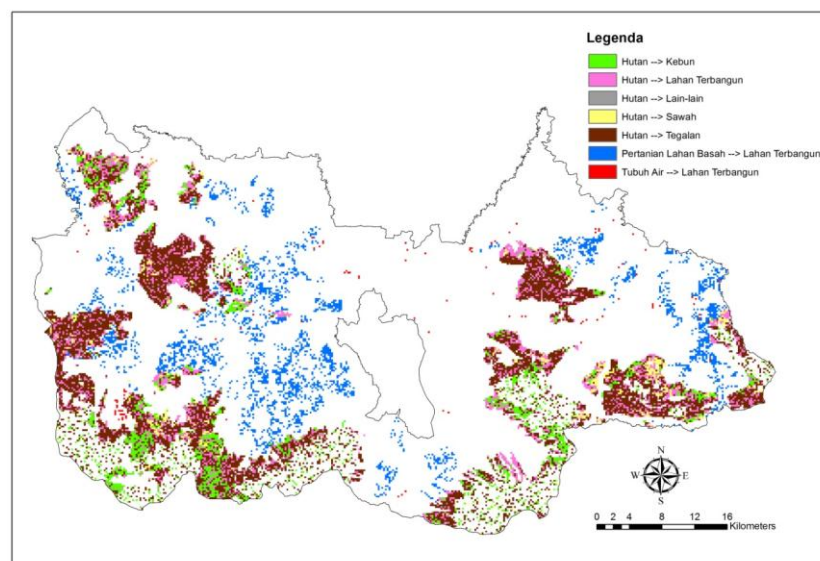 Legenda
Hutan --> Kebun
Hutan --> Lahan Terbangun
Hutan --> Lain-lain
Hutan --> Sawah
Hutan --> Tegalan
Pertanian Lahan Basah --> Lahan Terbangun
Tubuh Air --> Lahan Terbangun
N
W E
S
0 2 4 8 12 16
Kilometers